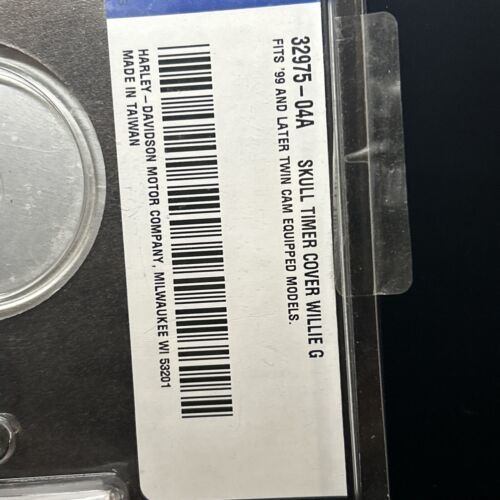 32975-04A SKULL TIMER COVER WILLIE G
FITS '99 AND LATER TWIN CAM EQUIPPED MODELS.
HARLEY-DAVIDSON MOTOR COMPANY, MILWAUKEE WI 53201
MADE IN TAIWAN